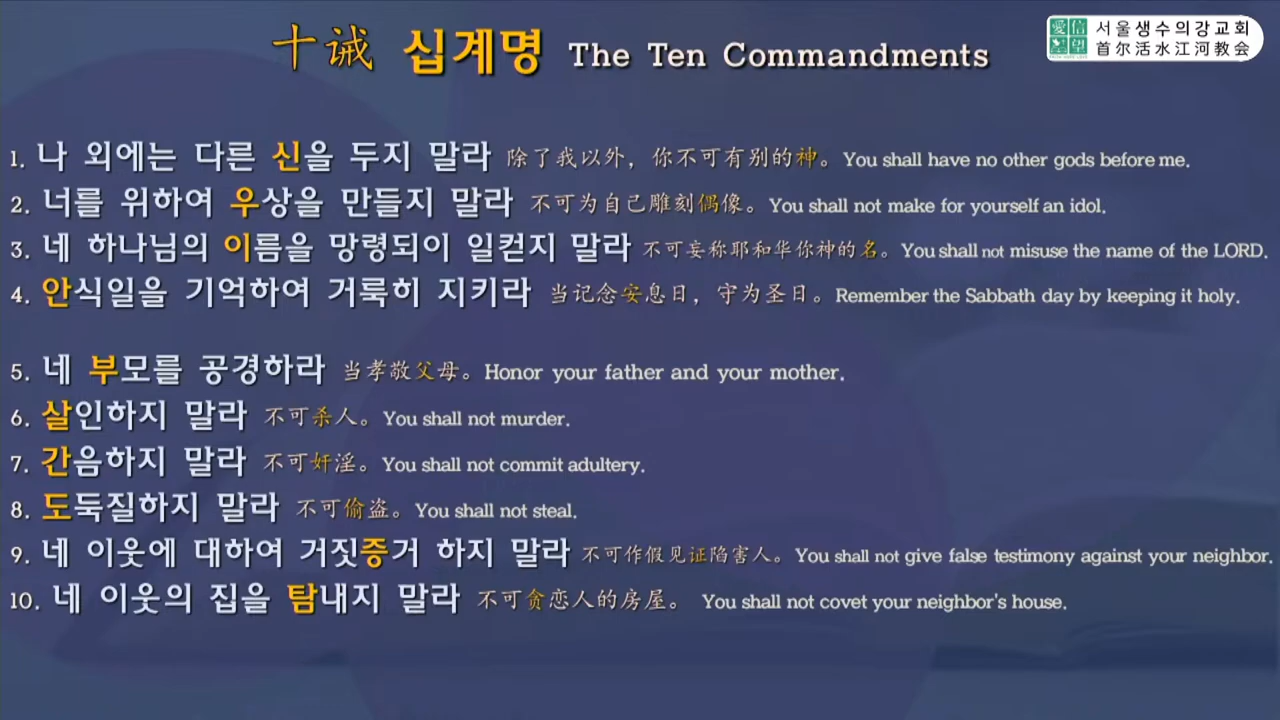 十诫 십계명 The Ten Commandments
서울생수의강교회
首尔活水江河教会
1. 나 외에는 다른 신을 두지 말라 除了我以外，你不可有别的神。 You shall have no other gods before me.
2. 너를 위하여 우상을 만들지 말라 不可为自己雕刻偶像。 You shall not make for yourself an idol.
3. 네 하나님의 이름을 망령되이 일컫지 말라 不可妄称耶和华你神的名。 You shall not misuse the name of the LORD.
4. 안식일을 기억하여 거룩히 지키라 当记念安息日，守为圣日。 Remember the Sabbath day by keeping it holy.
5. 네 부모를 공경하라 当孝敬父母。 Honor your father and your mother.
6. 살인하지 말라 不可杀人。 You shall not murder.
7. 간음하지 말라 不可奸淫。 You shall not commit adultery.
8. 도둑질하지 말라 不可偷盗。 You shall not steal.
9. 네 이웃에 대하여 거짓증거 하지 말라 不可作假见证陷害人。 You shall not give false testimony against your neighbor.
10. 네 이웃의 집을 탐내지 말라 不可贪恋人的房屋。 You shall not covet your neighbor's house.